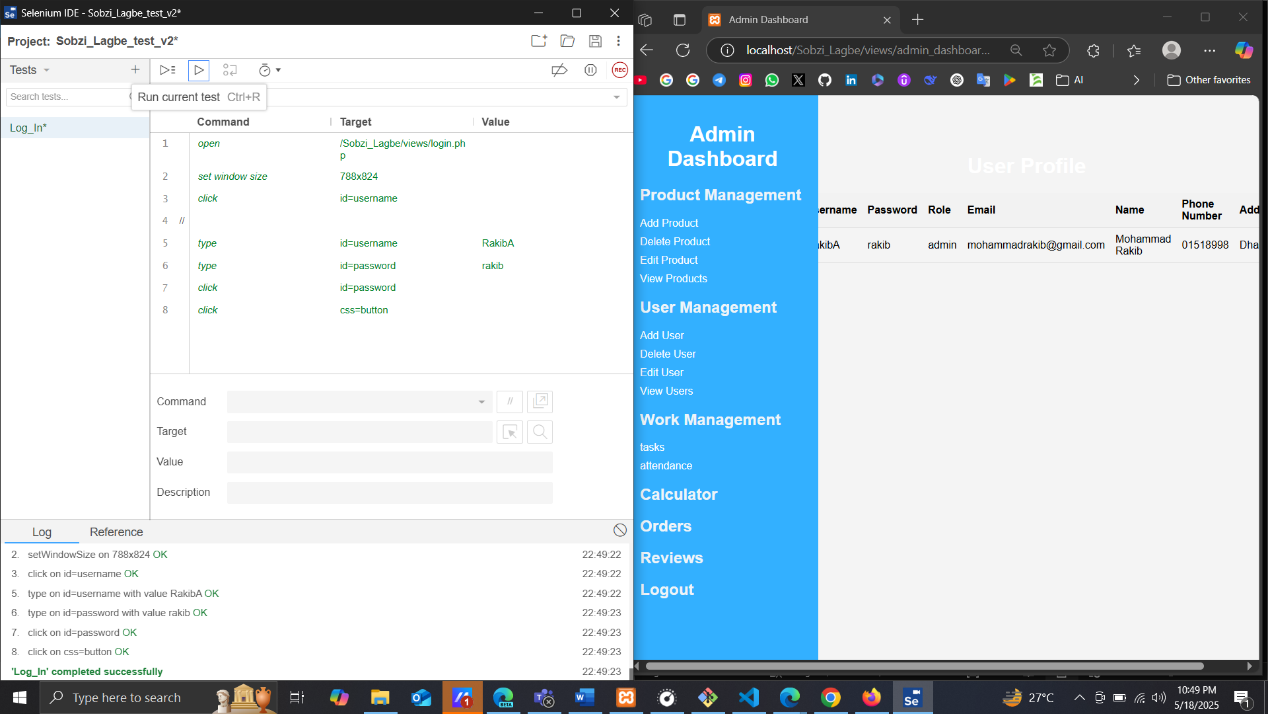 Selenium IDE - Sobzi_Lagbe_test_v2*
Project: Sobzi_Lagbe_test_v2*
Tests
Search tests...
Run current test Ctrl+R
REC
Log_In*
Command Target Value
1 open /Sobzi_Lagbe/views/login.ph
p
2 set window size 788x824
3 click id=username
4 //
5 type id=username RakibA
6 type id=password rakib
7 click id=password
8 click css=button
Command //
Target
Value
Description
Log Reference
2. setWindowSize on 788x824 OK 22:49:22
3. click on id=username OK 22:49:22
5. type on id=username with value RakibA OK 22:49:22
6. type on id=password with value rakib OK 22:49:23
7. click on id=password OK 22:49:23
8. click on css=button OK 22:49:23
'Log_In' completed successfully 22:49:23
Admin Dashboard
localhost/Sobzi_Lagbe/views/admin_dashboar...
AI
Other favorites
Admin
Dashboard
Product Management
Add Product
Delete Product
Edit Product
View Products
User Management
Add User
Delete User
Edit User
View Users
Work Management
tasks
attendance
Calculator
Orders
Reviews
Logout
User Profile
ername Password Role Email Name Phone
Number Add
kibA rakib admin mohammadrakib@gmail.com Mohammad
Rakib 01518998 Dha
Type here to search
27°C
10:49 PM
5/18/2025